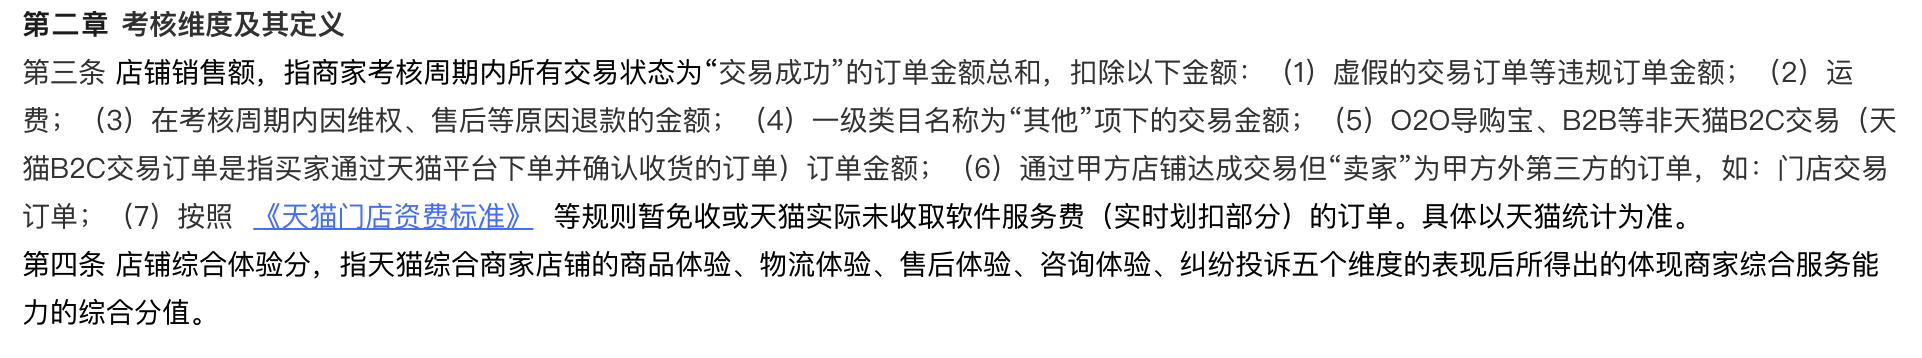 第二章 考核维度及其定义
第三条 店铺销售额，指商家考核周期内所有交易状态为“交易成功”的订单金额总和，扣除以下金额：（1）虚假的交易订单等违规订单金额；（2）运
费；（3）在考核周期内因维权、售后等原因退款的金额；（4）一级类目名称为“其他”项下的交易金额；（5）O2O导购宝、B2B等非天猫B2C交易（天
猫B2C交易订单是指买家通过天猫平台下单并确认收货的订单）订单金额；（6）通过甲方店铺达成交易但“卖家”为甲方外第三方的订单，如：门店交易
订单；（7）按照 《天猫门店资费标准》 等规则暂免收或天猫实际未收取软件服务费（实时划扣部分）的订单。具体以天猫统计为准。
第四条 店铺综合体验分，指天猫综合商家店铺的商品体验、物流体验、售后体验、咨询体验、纠纷投诉五个维度的表现后所得出的体现商家综合服务能
力的综合分值。